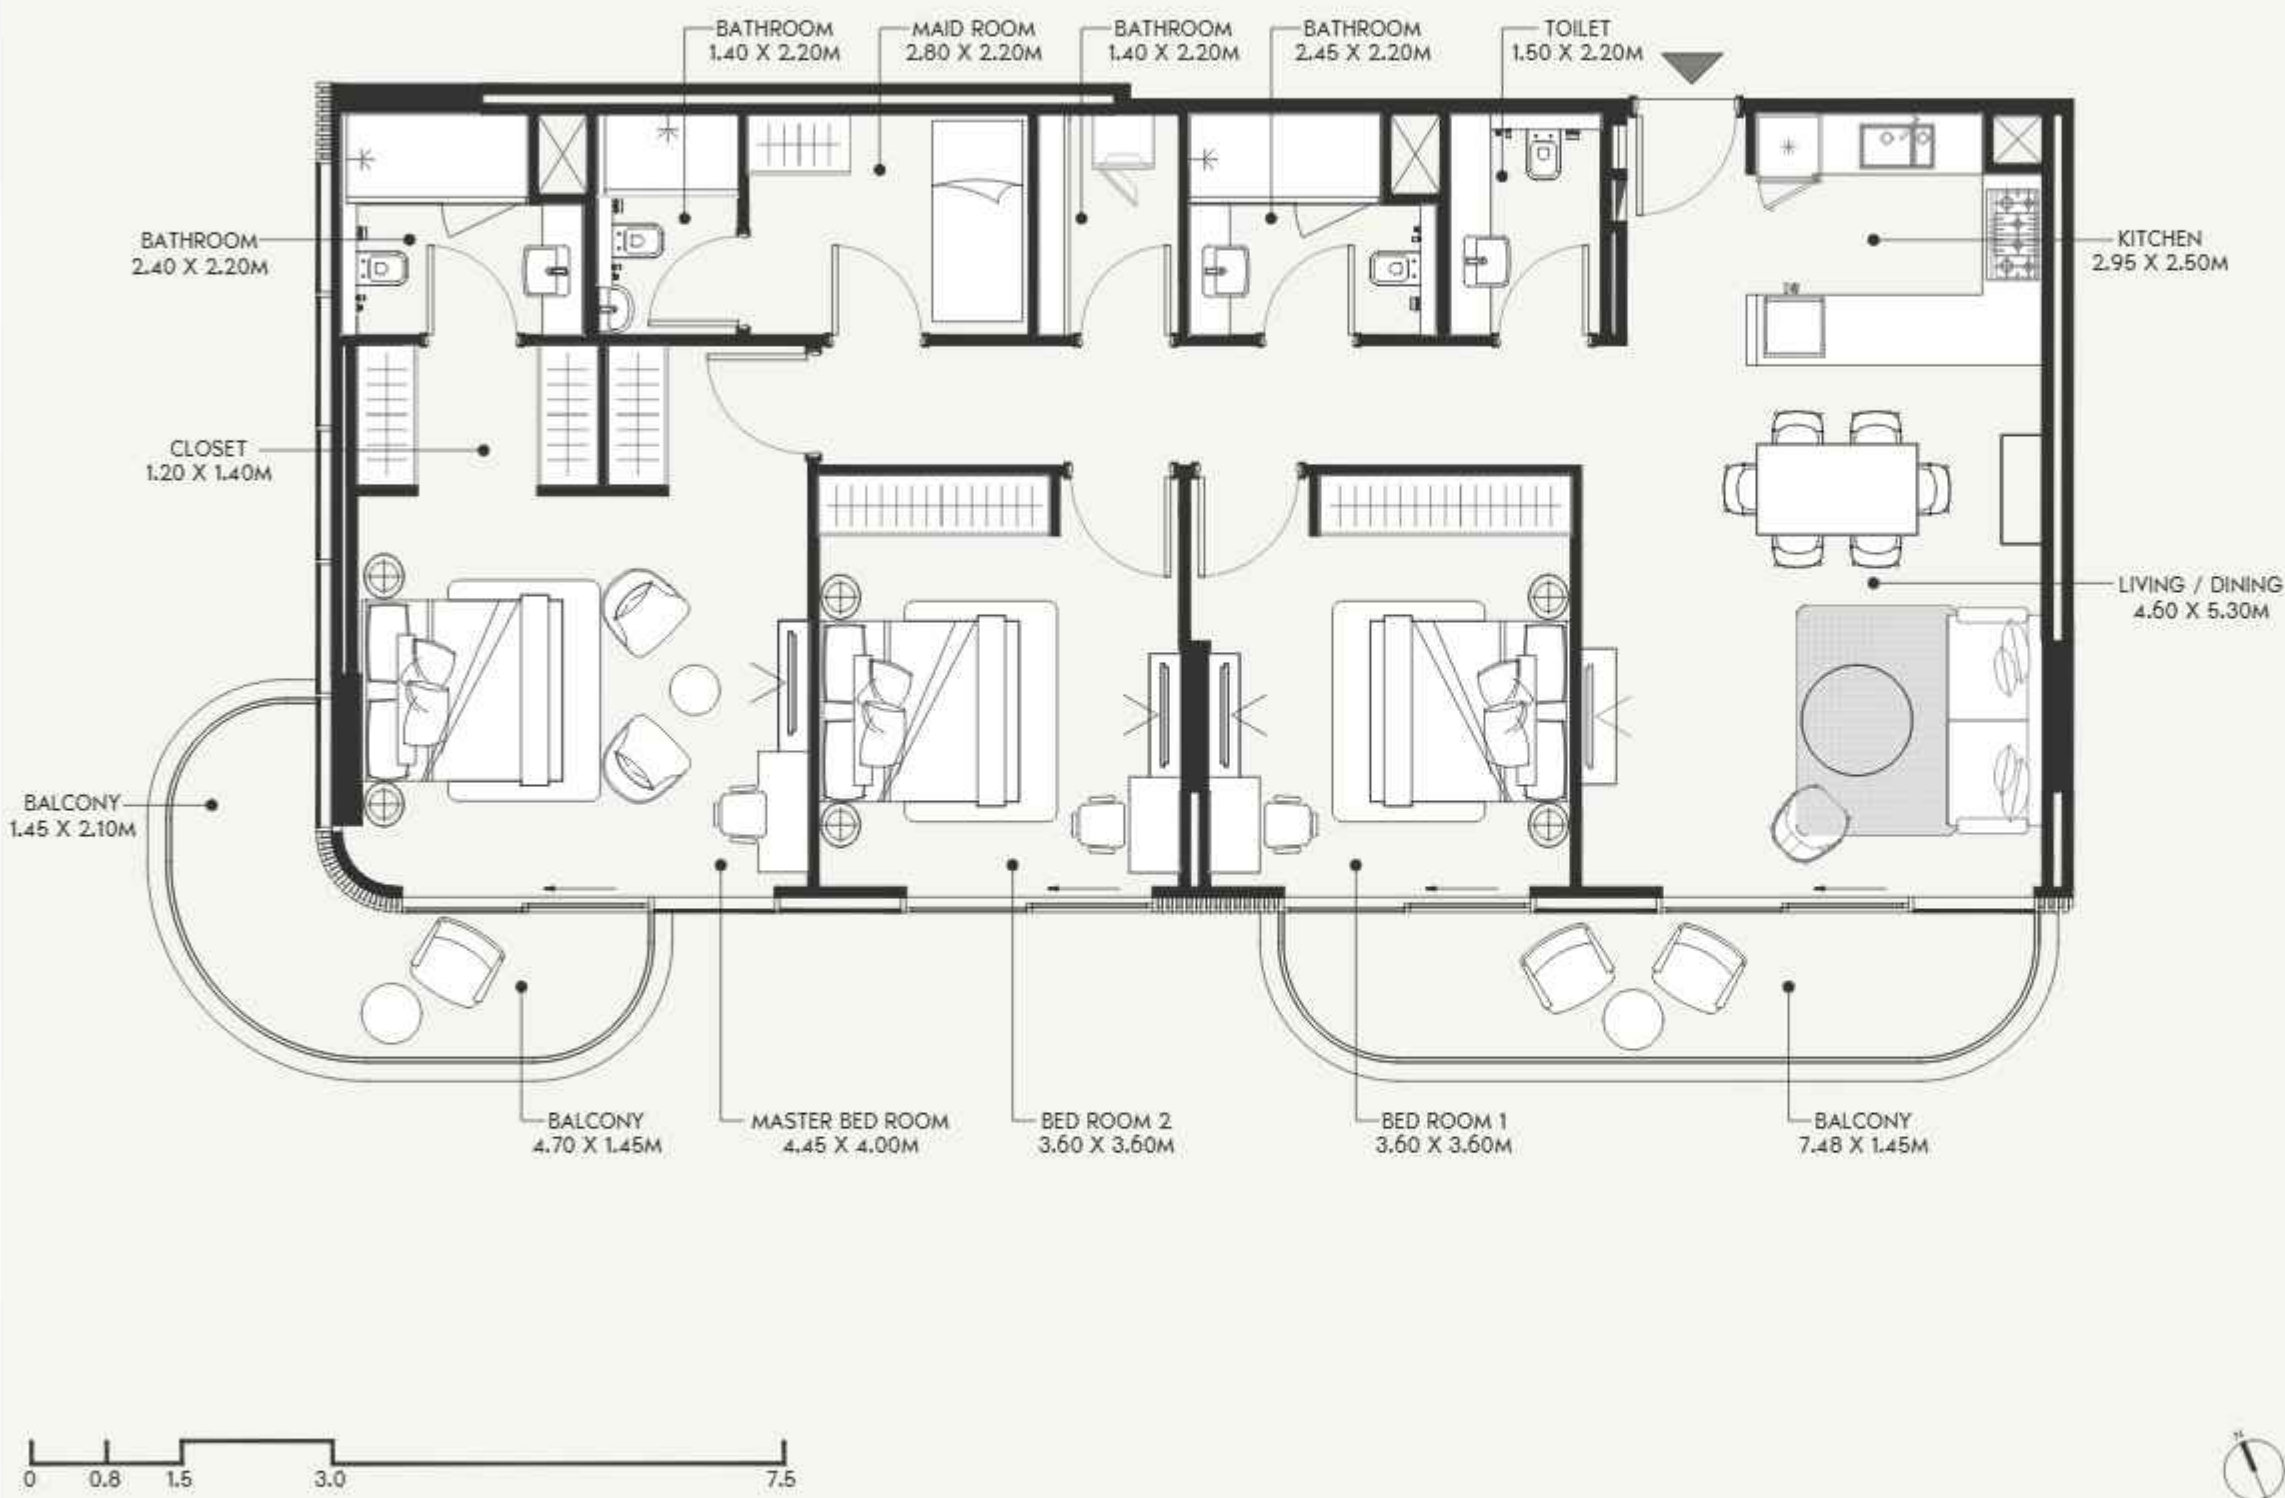 BATHROOM
1.40 X 2.20M
MAID ROOM
2.80 X 2.20M
BATHROOM
1.40 X 2.20M
BATHROOM
2.45 X 2.20M
TOILET
1.50 X 2.20M
BATHROOM
2.40 X 2.20M
KITCHEN
2.95 X 2.50M
DW
CLOSET
1.20 X 1.40M
LIVING / DINING
4.60 X 5.30M
BALCONY
1.45 X 2.10M
BALCONY
4.70 X 1.45M
MASTER BED ROOM
4.45 X 4.00M
BED ROOM 2
3.60 X 3.60M
BED ROOM 1
3.60 X 3.60M
BALCONY
7.48 X 1.45M
0 0.8 1.5 3.0 7.5
N